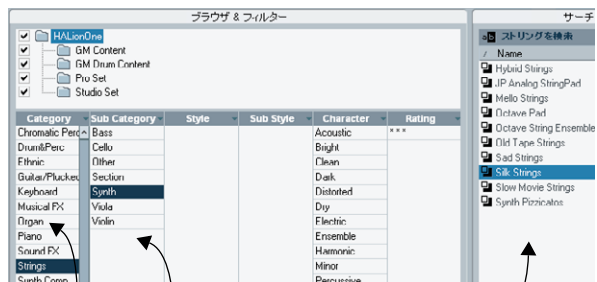 ブラウザ & フィルター
サーチ
HALionOne
GM Content
GM Drum Content
Pro Set
Studio Set
ストリングを検索
Name
Hybrid Strings
JP Analog StringPad
Mello Strings
Octave Pad
Octave String Ensemble
Old Tape Strings
Sad Strings
Silk Strings
Slow Movie Strings
Synth Pizzicatos
Category Sub Category Style Sub Style Character Rating
Chromatic Perc Bass Acoustic ***
Drum&Perc Cello Bright
Ethnic Other Clean
Guitar/Plucked Section Dark
Keyboard Synth Distorted
Musical FX Viola Dry
Organ Violin Electric
Piano Ensemble
Sound FX Harmonic
Strings Minor
Synth Comp Percussive